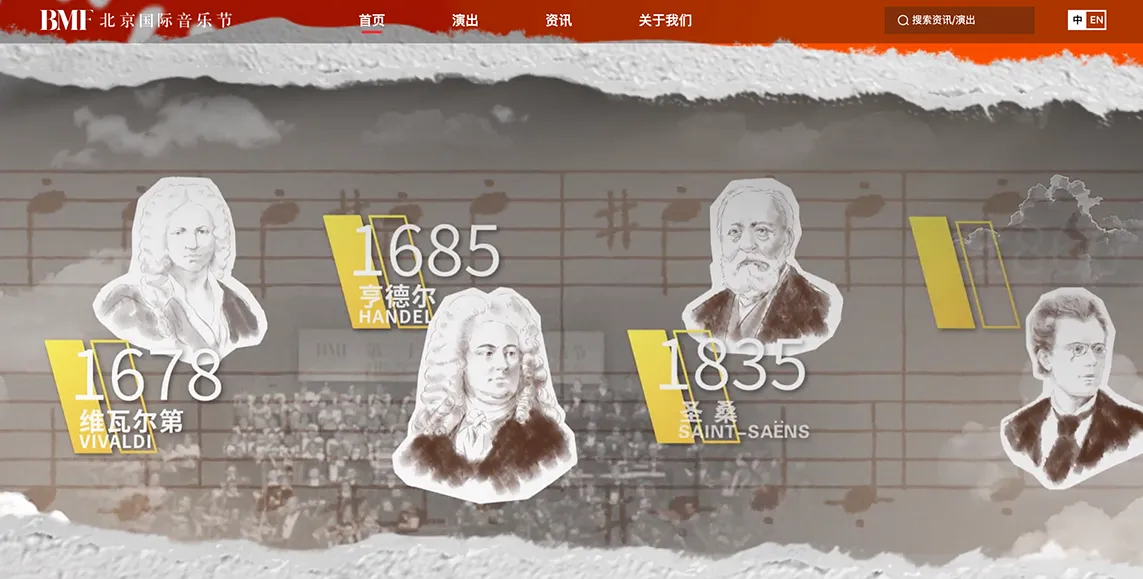 BMF 北京国际音乐节
首页
演出
资讯
关于我们
搜索资讯/演出
中 EN
1685
亨德尔
HANDEL
1678
维瓦尔第
VIVALDI
1835
圣桑
SAINT-SAËNS